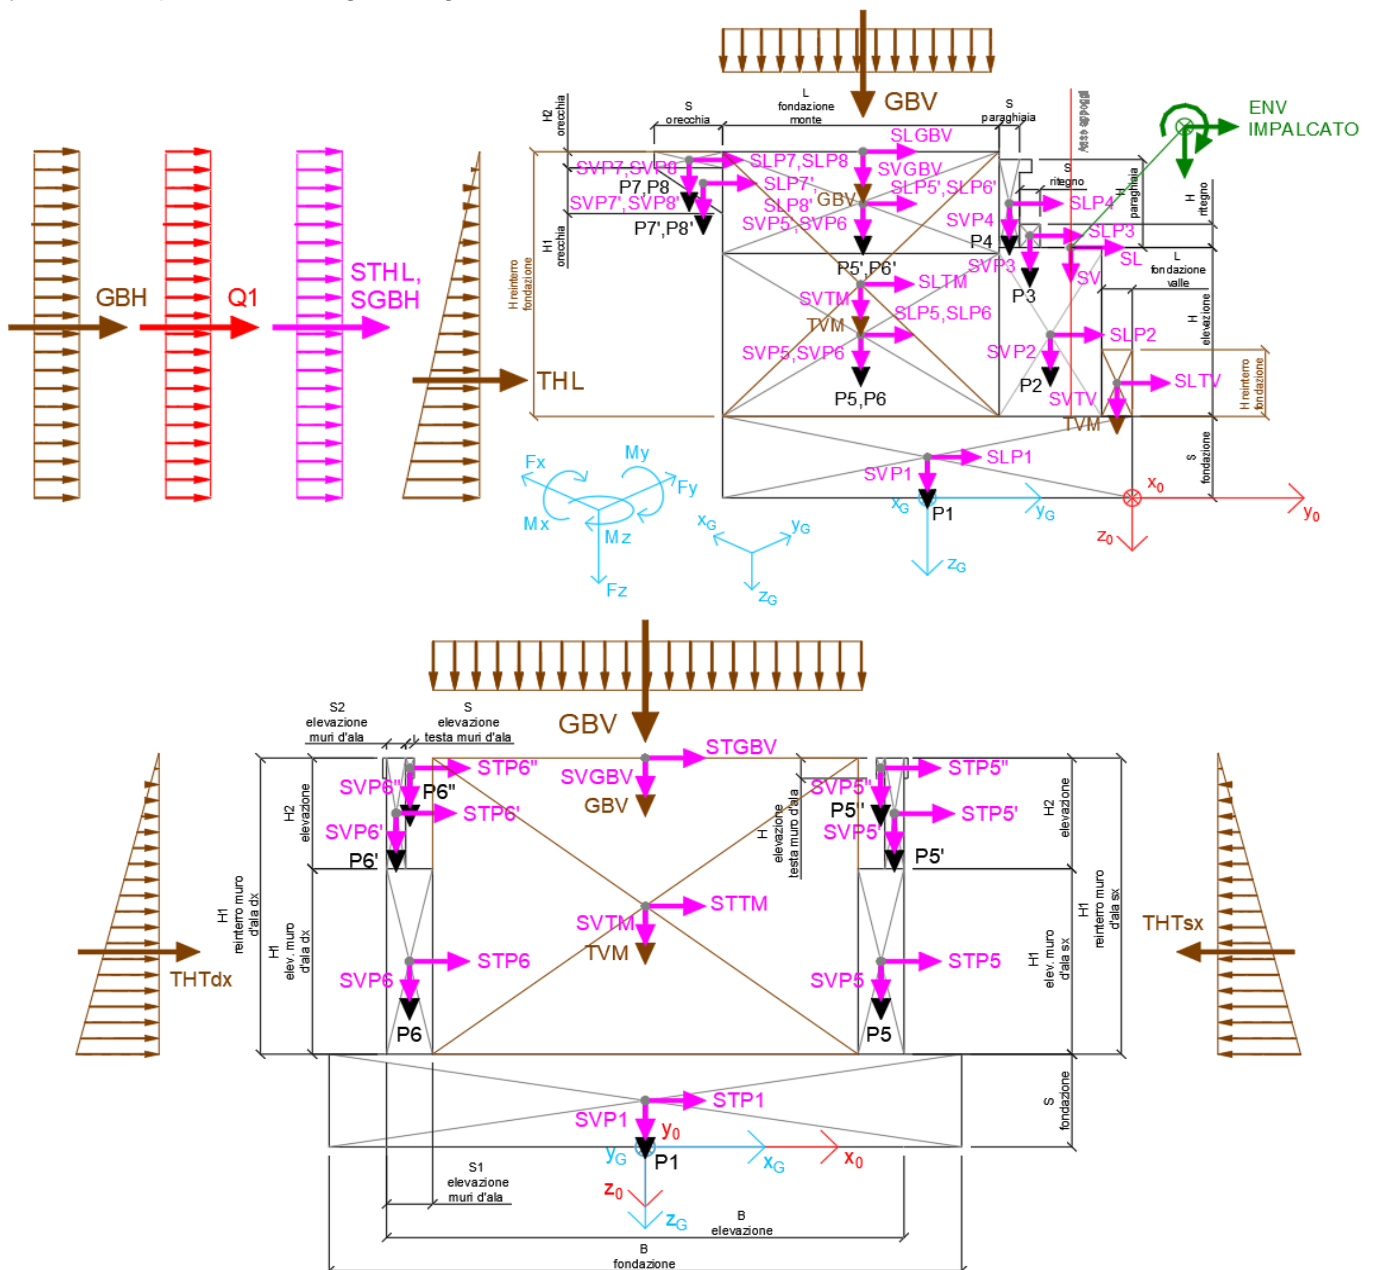 GBV
H2
orecchia
S
orecchia
L
fondazione
monte
S
paraghiaia
ENV
IMPALCATO
SLGBV
SVP7,SVP8
SLP7,SLP8
SVGBV
P7,P8
SLP7',
SLP8'
SLP5',SLP6'
GBV
SVP7',SVP8'
P7',P8'
SVP5',SVP6
S
ritegno
H
paraghiaia
H
ritegno
SLP4
SVP4
P4
SLP3
SVP3
P3
SL
SV
H1
orecchia
P5',P6'
SLTM
SVTM
SLP5,SLP6
TVM
SVP5,SVP6
P5,P6
L
fondazione
valle
H
elevazione
SLP2
SVP2
P2
SLTV
SVTV
TVM
H reinterro
fondazione
H reinterro
fondazione
GBH
Q1
STHL,
SGBH
THL
SLP1
SVP1
P1
S
fondazione
Fx
My
Fy
Mx
Mz
Fz
xG
yG
zG
xG
yG
zG
x0
y0
z0
GBV
S2
elevazione
muri d'ala
S
elevazione
testa muri d'ala
STGBV
SVGBV
GBV
STP6"
SVP6"
P6"
STP6'
SVP6'
P6'
H2
elevazione
H
elevazione
testa muro d'ala
STP5"
SVP5"
P5"
STP5'
SVP5'
P5'
H2
elevazione
H1
reinterro muro
d'ala dx
H1
elev. muro
d'ala dx
STTM
SVTM
TVM
STP6
SVP6
P6
STP5
SVP5
P5
H1
elev. muro
d'ala sx
H1
reinterro muro
d'ala sx
THTdx
THTsx
STP1
SVP1
P1
S
fondazione
y0
yG
xG
x0
z0
zG
S1
elevazione
muri d'ala
B
elevazione
B
fondazione